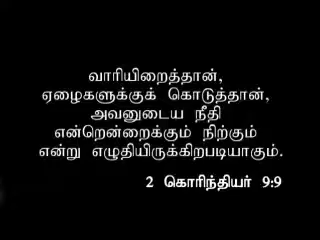 வாரியிறைத்தான்,
ஏழைகளுக்குக் கொடுத்தான்,
அவனுடைய நீதி
என்றென்றைக்கும் நிற்கும்
என்று எழுதியிருக்கிறபடியாகும்.
2 கொரிந்தியர் 9:9